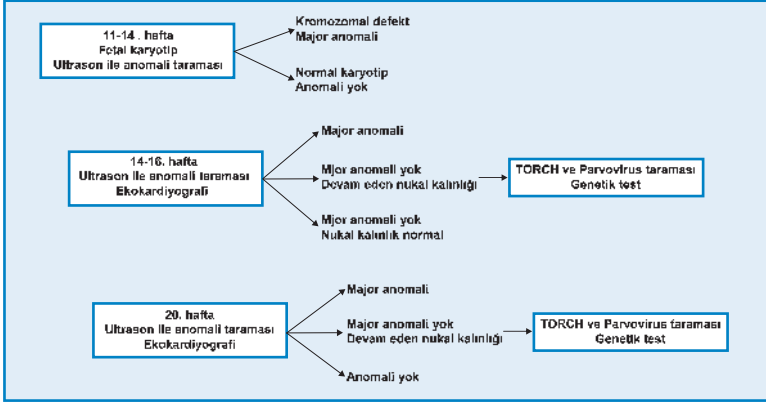 11-14. hafta
Fetal karyotip
Ultrason ile anomali taraması
Kromozomal defekt
Major anomali
Normal karyotip
Anomali yok
14-16. hafta
Ultrason ile anomali taraması
Ekokardiyografi
Major anomali
Mjor anomali yok
Devam eden nukal kalınlığı
TORCH ve Parvovirus taraması
Genetik test
Mjor anomali yok
Nukal kalınlık normal
20. hafta
Ultrason ile anomali taraması
Ekokardiyografi
Major anomali
Major anomali yok
Devam eden nukal kalınlığı
TORCH ve Parvovirus taraması
Genetik test
Anomali yok